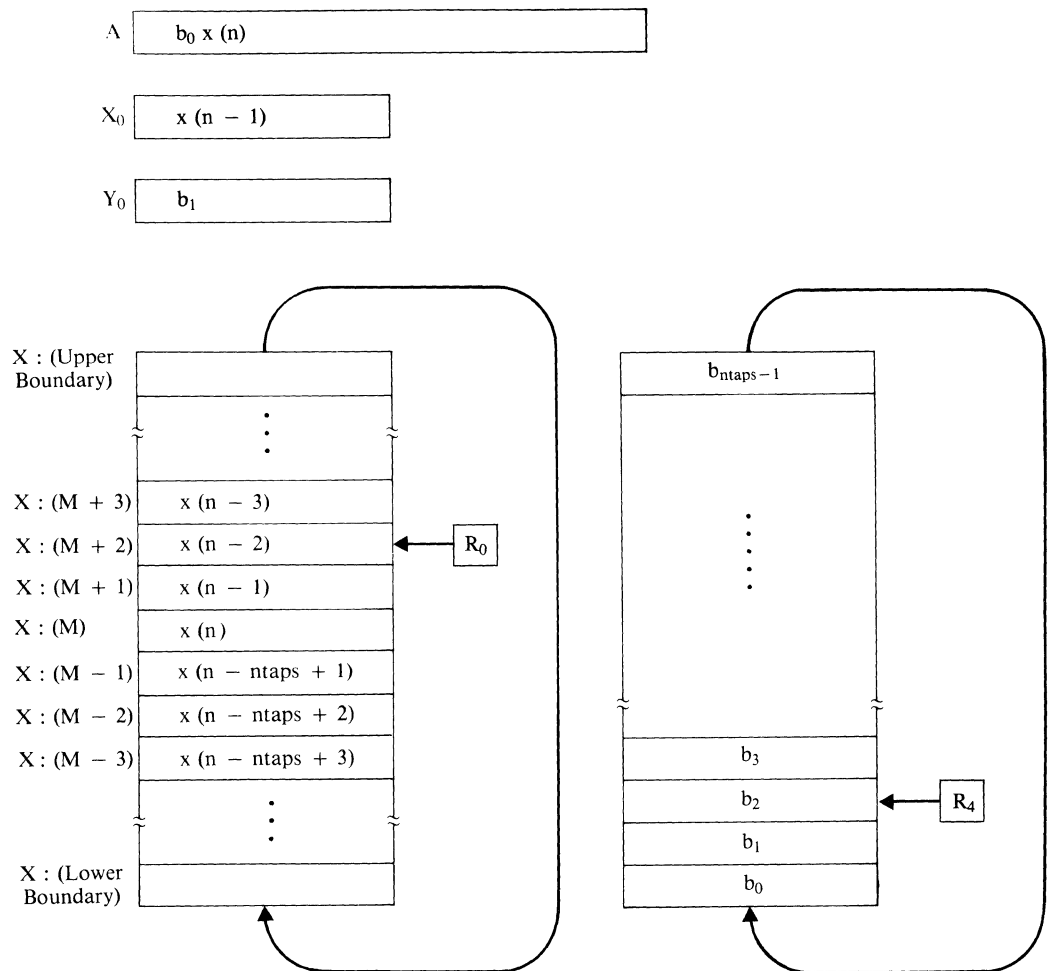 A b₀ x (n)
X₀ x (n − 1)
Y₀ b₁
X : (Upper
Boundary)
X : (M + 3) x (n − 3)
X : (M + 2) x (n − 2) R₀
X : (M + 1) x (n − 1)
X : (M) x (n)
X : (M − 1) x (n − ntaps + 1)
X : (M − 2) x (n − ntaps + 2)
X : (M − 3) x (n − ntaps + 3)
X : (Lower
Boundary)
bntaps−1
b₃
b₂ R₄
b₁
b₀